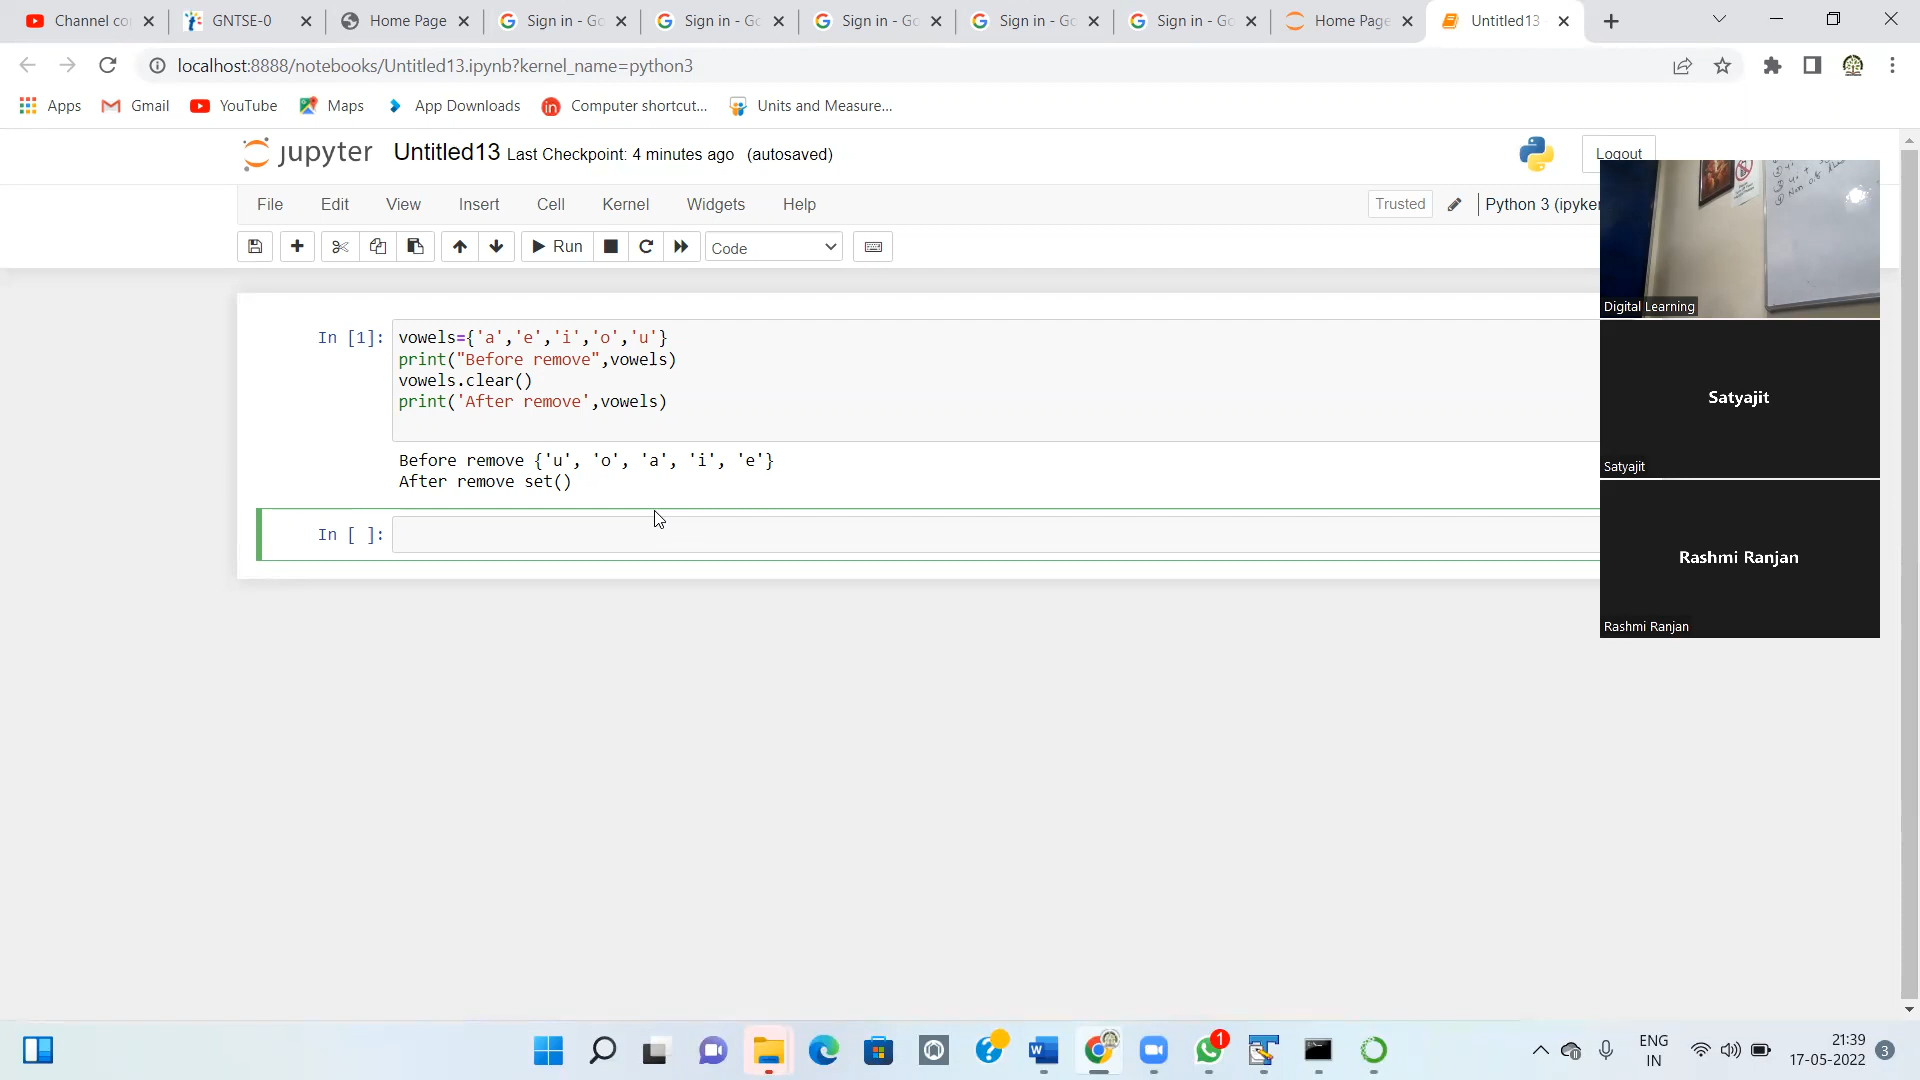 Channel co
GNTSE-0
Home Page
Sign in - Go
Sign in - Go
Sign in - Go
Sign in - Go
Sign in - Go
Home Page
Untitled13
localhost:8888/notebooks/Untitled13.ipynb?kernel_name=python3
Apps
Gmail
YouTube
Maps
App Downloads
in
Computer shortcut...
Units and Measure...
jupyter
Untitled13
Last Checkpoint: 4 minutes ago
(autosaved)
Logout
File
Edit
View
Insert
Cell
Kernel
Widgets
Help
Trusted
Python 3 (ipyker
Run
Code
In [1]:
vowels={'a','e','i','o','u'}
print("Before remove",vowels)
vowels.clear()
print('After remove',vowels)
Before remove {'u', 'o', 'a', 'i', 'e'}
After remove set()
In [ ]:
Digital Learning
Satyajit
Satyajit
Rashmi Ranjan
Rashmi Ranjan
W
1
ENG
IN
21:39
17-05-2022
3